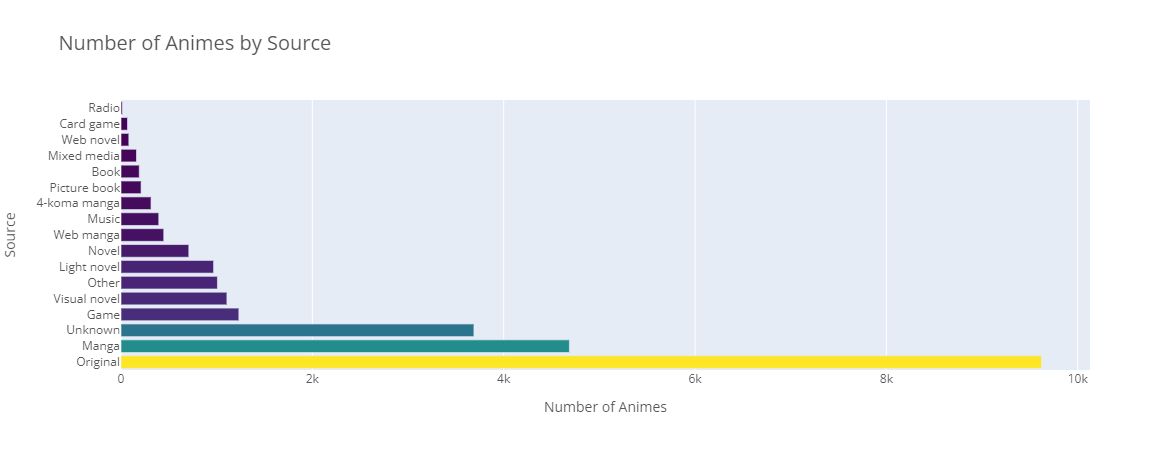 Number of Animes by Source
Radio
Card game
Web novel
Mixed media
Book
Picture book
4-koma manga
Music
Web manga
Novel
Light novel
Other
Visual novel
Game
Unknown
Manga
Original
Source
0 2k 4k 6k 8k 10k
Number of Animes